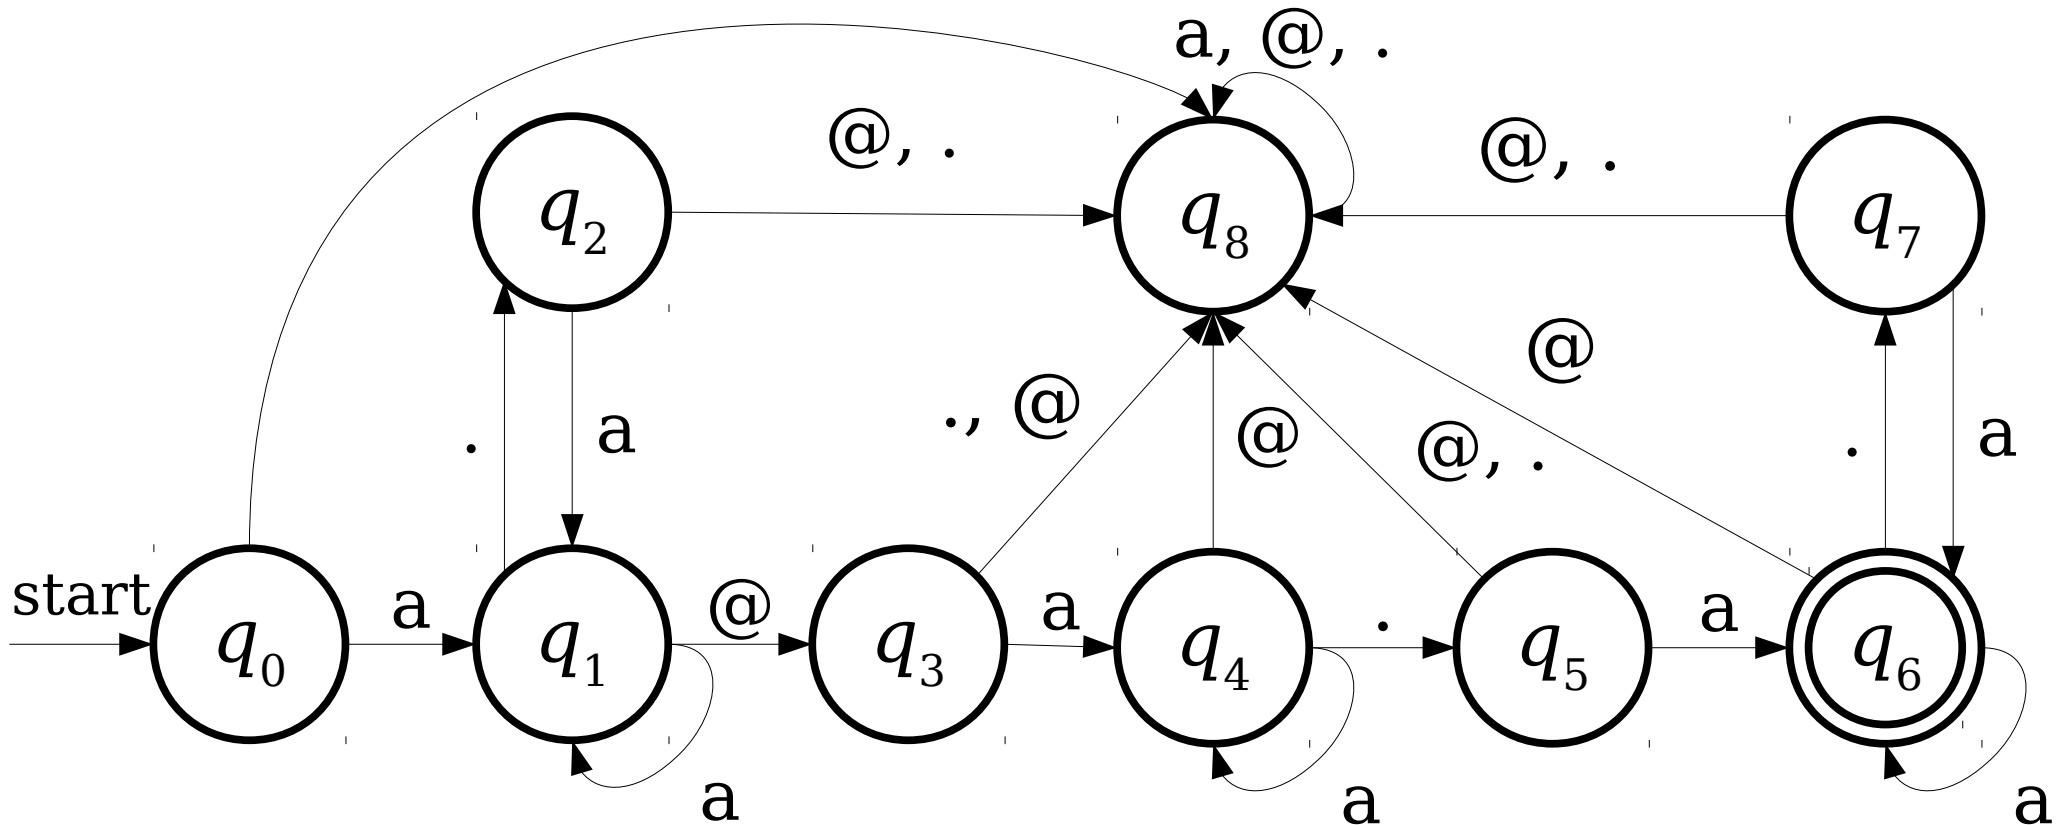 a, @, .
@, .
@, .
q2
q8
q7
@
., @
@
@, .
.
a
.
a
start
a
@
a
.
a
q0
q1
q3
q4
q5
q6
a
a
a